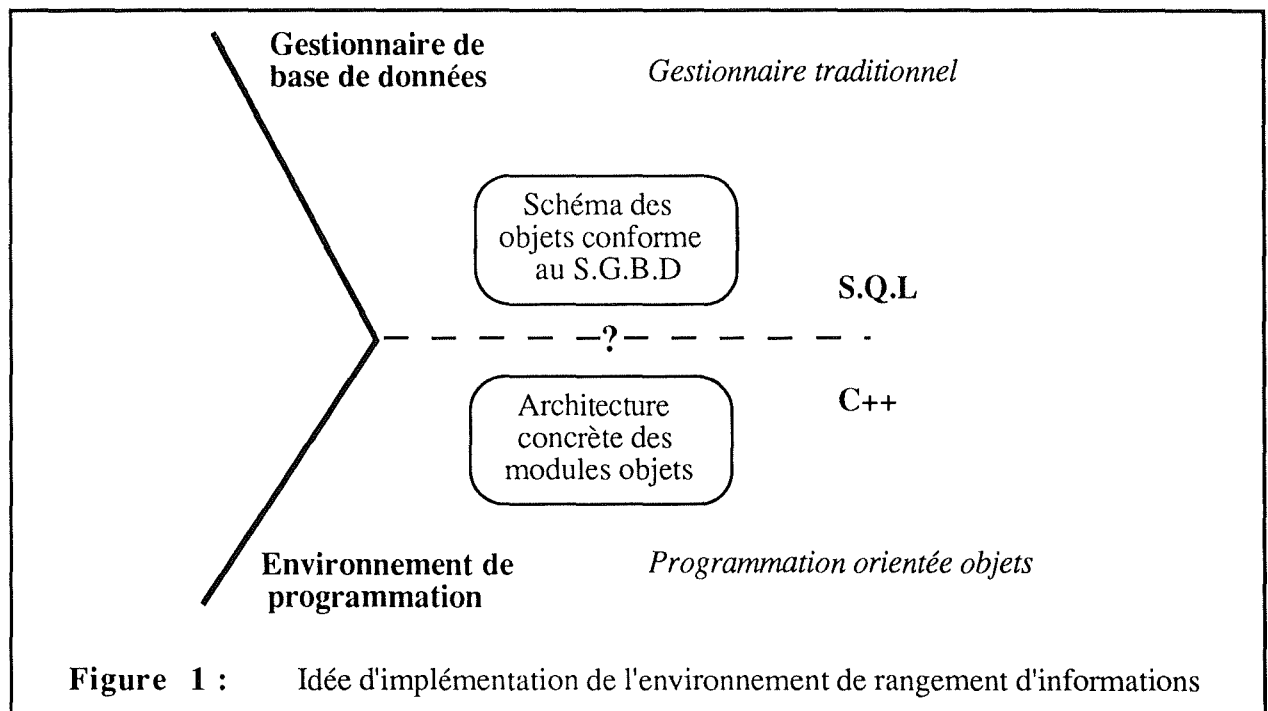 Gestionnaire de
base de données
Gestionnaire traditionnel
Schéma des
objets conforme
au S.G.B.D
S.Q.L
?
C++
Architecture
concrète des
modules objets
Environnement de
programmation
Programmation orientée objets
Figure 1 : Idée d'implémentation de l'environnement de rangement d'informations